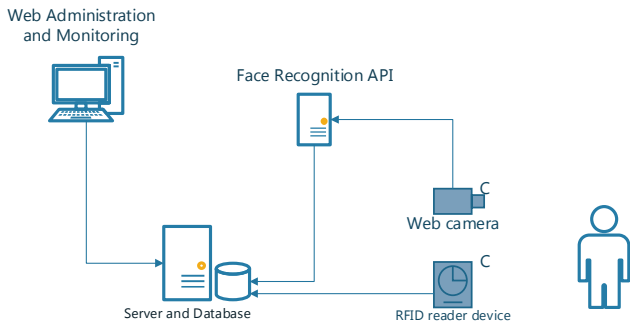 Web Administration
and Monitoring
Face Recognition API
C
Web camera
C
Server and Database
RFID reader device